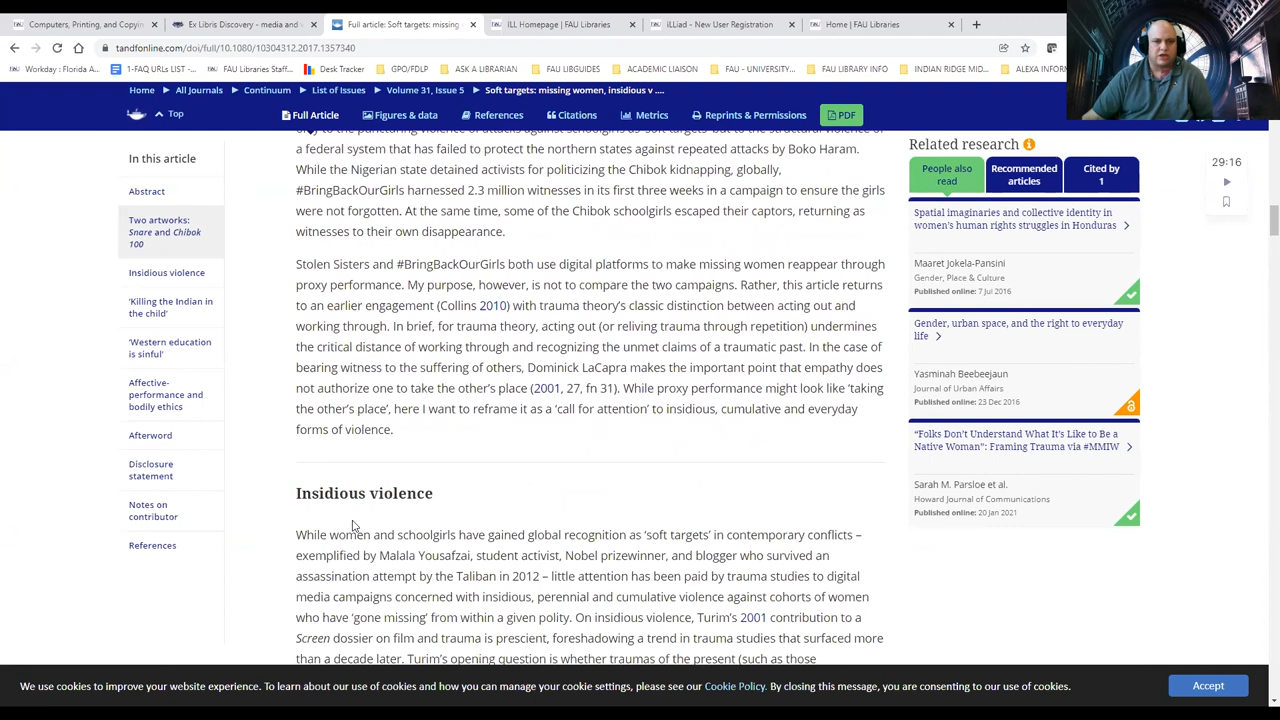 Computers, Printing, and Copyin
Ex Libris Discovery - media and
Full article: Soft targets: missing
ILL Homepage | FAU Libraries
ILLiad - New User Registration
Home | FAU Libraries
tandfonline.com/doi/full/10.1080/10304312.2017.1357340
Workday : Florida A...
1-FAQ URLs LIST -...
FAU Libraries Staff...
Desk Tracker
GPO/FDLP
ASK A LIBRARIAN
FAU LIBGUIDES
ACADEMIC LIAISON
FAU - UNIVERSITY...
FAU LIBRARY INFO
INDIAN RIDGE MID...
ALEXA INFOR
Home
All Journals
Continuum
List of Issues
Volume 31, Issue 5
Soft targets: missing women, insidious v ....
Top
Full Article
Figures & data
References
Citations
Metrics
Reprints & Permissions
PDF
In this article
Abstract
Two artworks:
Snare and Chibok
100
Insidious violence
'Killing the Indian in
the child'
'Western education
is sinful'
Affective-
performance and
bodily ethics
Afterword
Disclosure
statement
Notes on
contributor
References
only to the puncturing violence of attacks against schoolgirls as 'soft targets' but to the structural violence of
a federal system that has failed to protect the northern states against repeated attacks by Boko Haram.
While the Nigerian state detained activists for politicizing the Chibok kidnapping, globally,
#BringBackOurGirls harnessed 2.3 million witnesses in its first three weeks in a campaign to ensure the girls
were not forgotten. At the same time, some of the Chibok schoolgirls escaped their captors, returning as
witnesses to their own disappearance.
Stolen Sisters and #BringBackOurGirls both use digital platforms to make missing women reappear through
proxy performance. My purpose, however, is not to compare the two campaigns. Rather, this article returns
to an earlier engagement (Collins 2010) with trauma theory's classic distinction between acting out and
working through. In brief, for trauma theory, acting out (or reliving trauma through repetition) undermines
the critical distance of working through and recognizing the unmet claims of a traumatic past. In the case of
bearing witness to the suffering of others, Dominick LaCapra makes the important point that empathy does
not authorize one to take the other's place (2001, 27, fn 31). While proxy performance might look like 'taking
the other's place', here I want to reframe it as a 'call for attention' to insidious, cumulative and everyday
forms of violence.
Insidious violence
While women and schoolgirls have gained global recognition as 'soft targets' in contemporary conflicts –
exemplified by Malala Yousafzai, student activist, Nobel prizewinner, and blogger who survived an
assassination attempt by the Taliban in 2012 – little attention has been paid by trauma studies to digital
media campaigns concerned with insidious, perennial and cumulative violence against cohorts of women
who have 'gone missing' from within a given polity. On insidious violence, Turim's 2001 contribution to a
Screen dossier on film and trauma is prescient, foreshadowing a trend in trauma studies that surfaced more
than a decade later. Turim's opening question is whether traumas of the present (such as those
Related research
People also
read
Recommended
articles
Cited by
1
Spatial imaginaries and collective identity in
women's human rights struggles in Honduras
Maaret Jokela-Pansini
Gender, Place & Culture
Published online: 7 Jul 2016
Gender, urban space, and the right to everyday
life
Yasminah Beebeejaun
Journal of Urban Affairs
Published online: 23 Dec 2016
"Folks Don't Understand What It's Like to Be a
Native Woman": Framing Trauma via #MMIW
Sarah M. Parsloe et al.
Howard Journal of Communications
Published online: 20 Jan 2021
29:16
We use cookies to improve your website experience. To learn about our use of cookies and how you can manage your cookie settings, please see our Cookie Policy. By closing this message, you are consenting to our use of cookies.
Accept